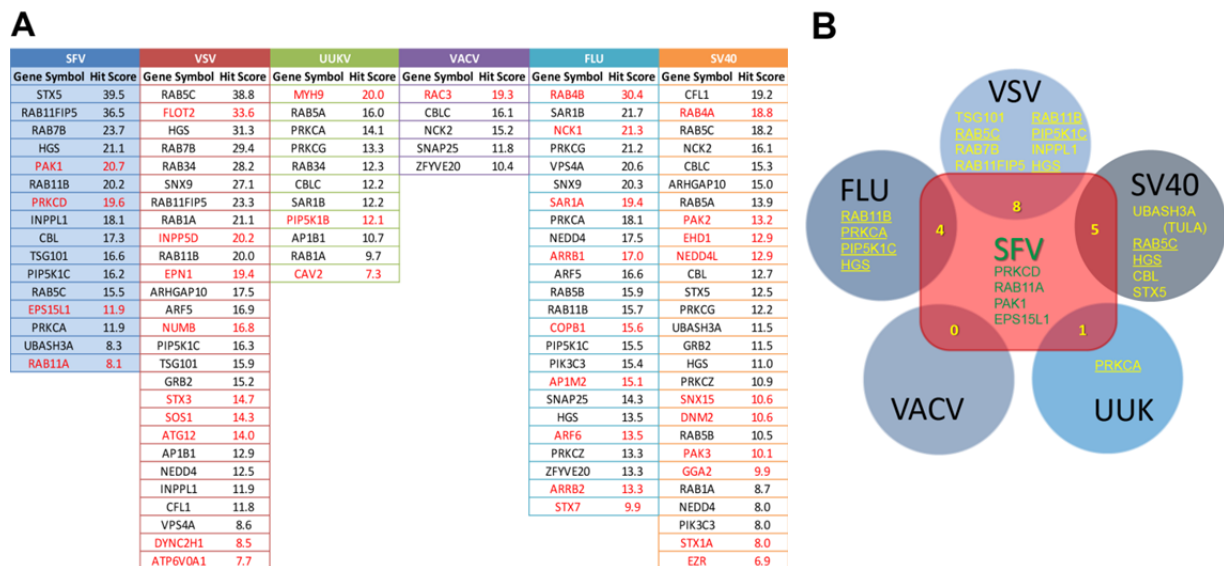 A
SFV VSV UUKV VACV FLU SV40
Gene Symbol Hit Score Gene Symbol Hit Score Gene Symbol Hit Score Gene Symbol Hit Score Gene Symbol Hit Score Gene Symbol Hit Score
STX5 39.5 RAB5C 38.8 MYH9 20.0 RAC3 19.3 RAB4B 30.4 CFL1 19.2
RAB11FIP5 36.5 FLOT2 33.6 RAB5A 16.0 CBLC 16.1 SAR1B 21.7 RAB4A 18.8
RAB7B 23.7 HGS 31.3 PRKCA 14.1 NCK2 15.2 NCK1 21.3 RAB5C 18.2
HGS 21.1 RAB7B 29.4 PRKCG 13.3 SNAP25 11.8 PRKCG 21.2 NCK2 16.1
PAK1 20.7 RAB34 28.2 RAB34 12.3 ZFYVE20 10.4 VPS4A 20.6 CBLC 15.3
RAB11B 20.2 SNX9 27.1 CBLC 12.2 SNX9 20.3 ARHGAP10 15.0
PRKCD 19.6 RAB11FIP5 23.3 SAR1B 12.2 SAR1A 19.4 RAB5A 13.9
INPPL1 18.1 RAB1A 21.1 PIP5K1B 12.1 PRKCA 18.1 PAK2 13.2
CBL 17.3 INPP5D 20.2 AP1B1 10.7 NEDD4 17.5 EHD1 12.9
TSG101 16.6 RAB11B 20.0 RAB1A 9.7 ARRB1 17.0 NEDD4L 12.9
PIP5K1C 16.2 EPN1 19.4 CAV2 7.3 ARF5 16.6 CBL 12.7
RAB5C 15.5 ARHGAP10 17.5 RAB5B 15.9 STX5 12.5
EPS15L1 11.9 ARF5 16.9 RAB11B 15.7 PRKCG 12.2
PRKCA 11.9 NUMB 16.8 COPB1 15.6 UBASH3A 11.5
UBASH3A 8.3 PIP5K1C 16.3 PIP5K1C 15.5 GRB2 11.5
RAB11A 8.1 TSG101 15.9 PIK3C3 15.4 HGS 11.0
GRB2 15.2 AP1M2 15.1 PRKCZ 10.9
STX3 14.7 SNAP25 14.3 SNX15 10.6
SOS1 14.3 HGS 13.5 DNM2 10.6
ATG12 14.0 ARF6 13.5 RAB5B 10.5
AP1B1 12.9 PRKCZ 13.3 PAK3 10.1
NEDD4 12.5 ZFYVE20 13.3 GGA2 9.9
INPPL1 11.9 ARRB2 13.3 RAB1A 8.7
CFL1 11.8 STX7 9.9 NEDD4 8.0
VPS4A 8.6 PIK3C3 8.0
DYNC2H1 8.5 STX1A 8.0
ATP6V0A1 7.7 EZR 6.9
B
VSV
TSG101 RAB11B
RAB5C PIP5K1C
RAB7B INPPL1
RAB11FIP5 HGS
8
FLU
RAB11B
PRKCA
PIP5K1C
HGS
4
SV40
UBASH3A
(TULA)
RAB5C
HGS
CBL
STX5
5
SFV
PRKCD
RAB11A
PAK1
EPS15L1
0
1
VACV
PRKCA
UUK